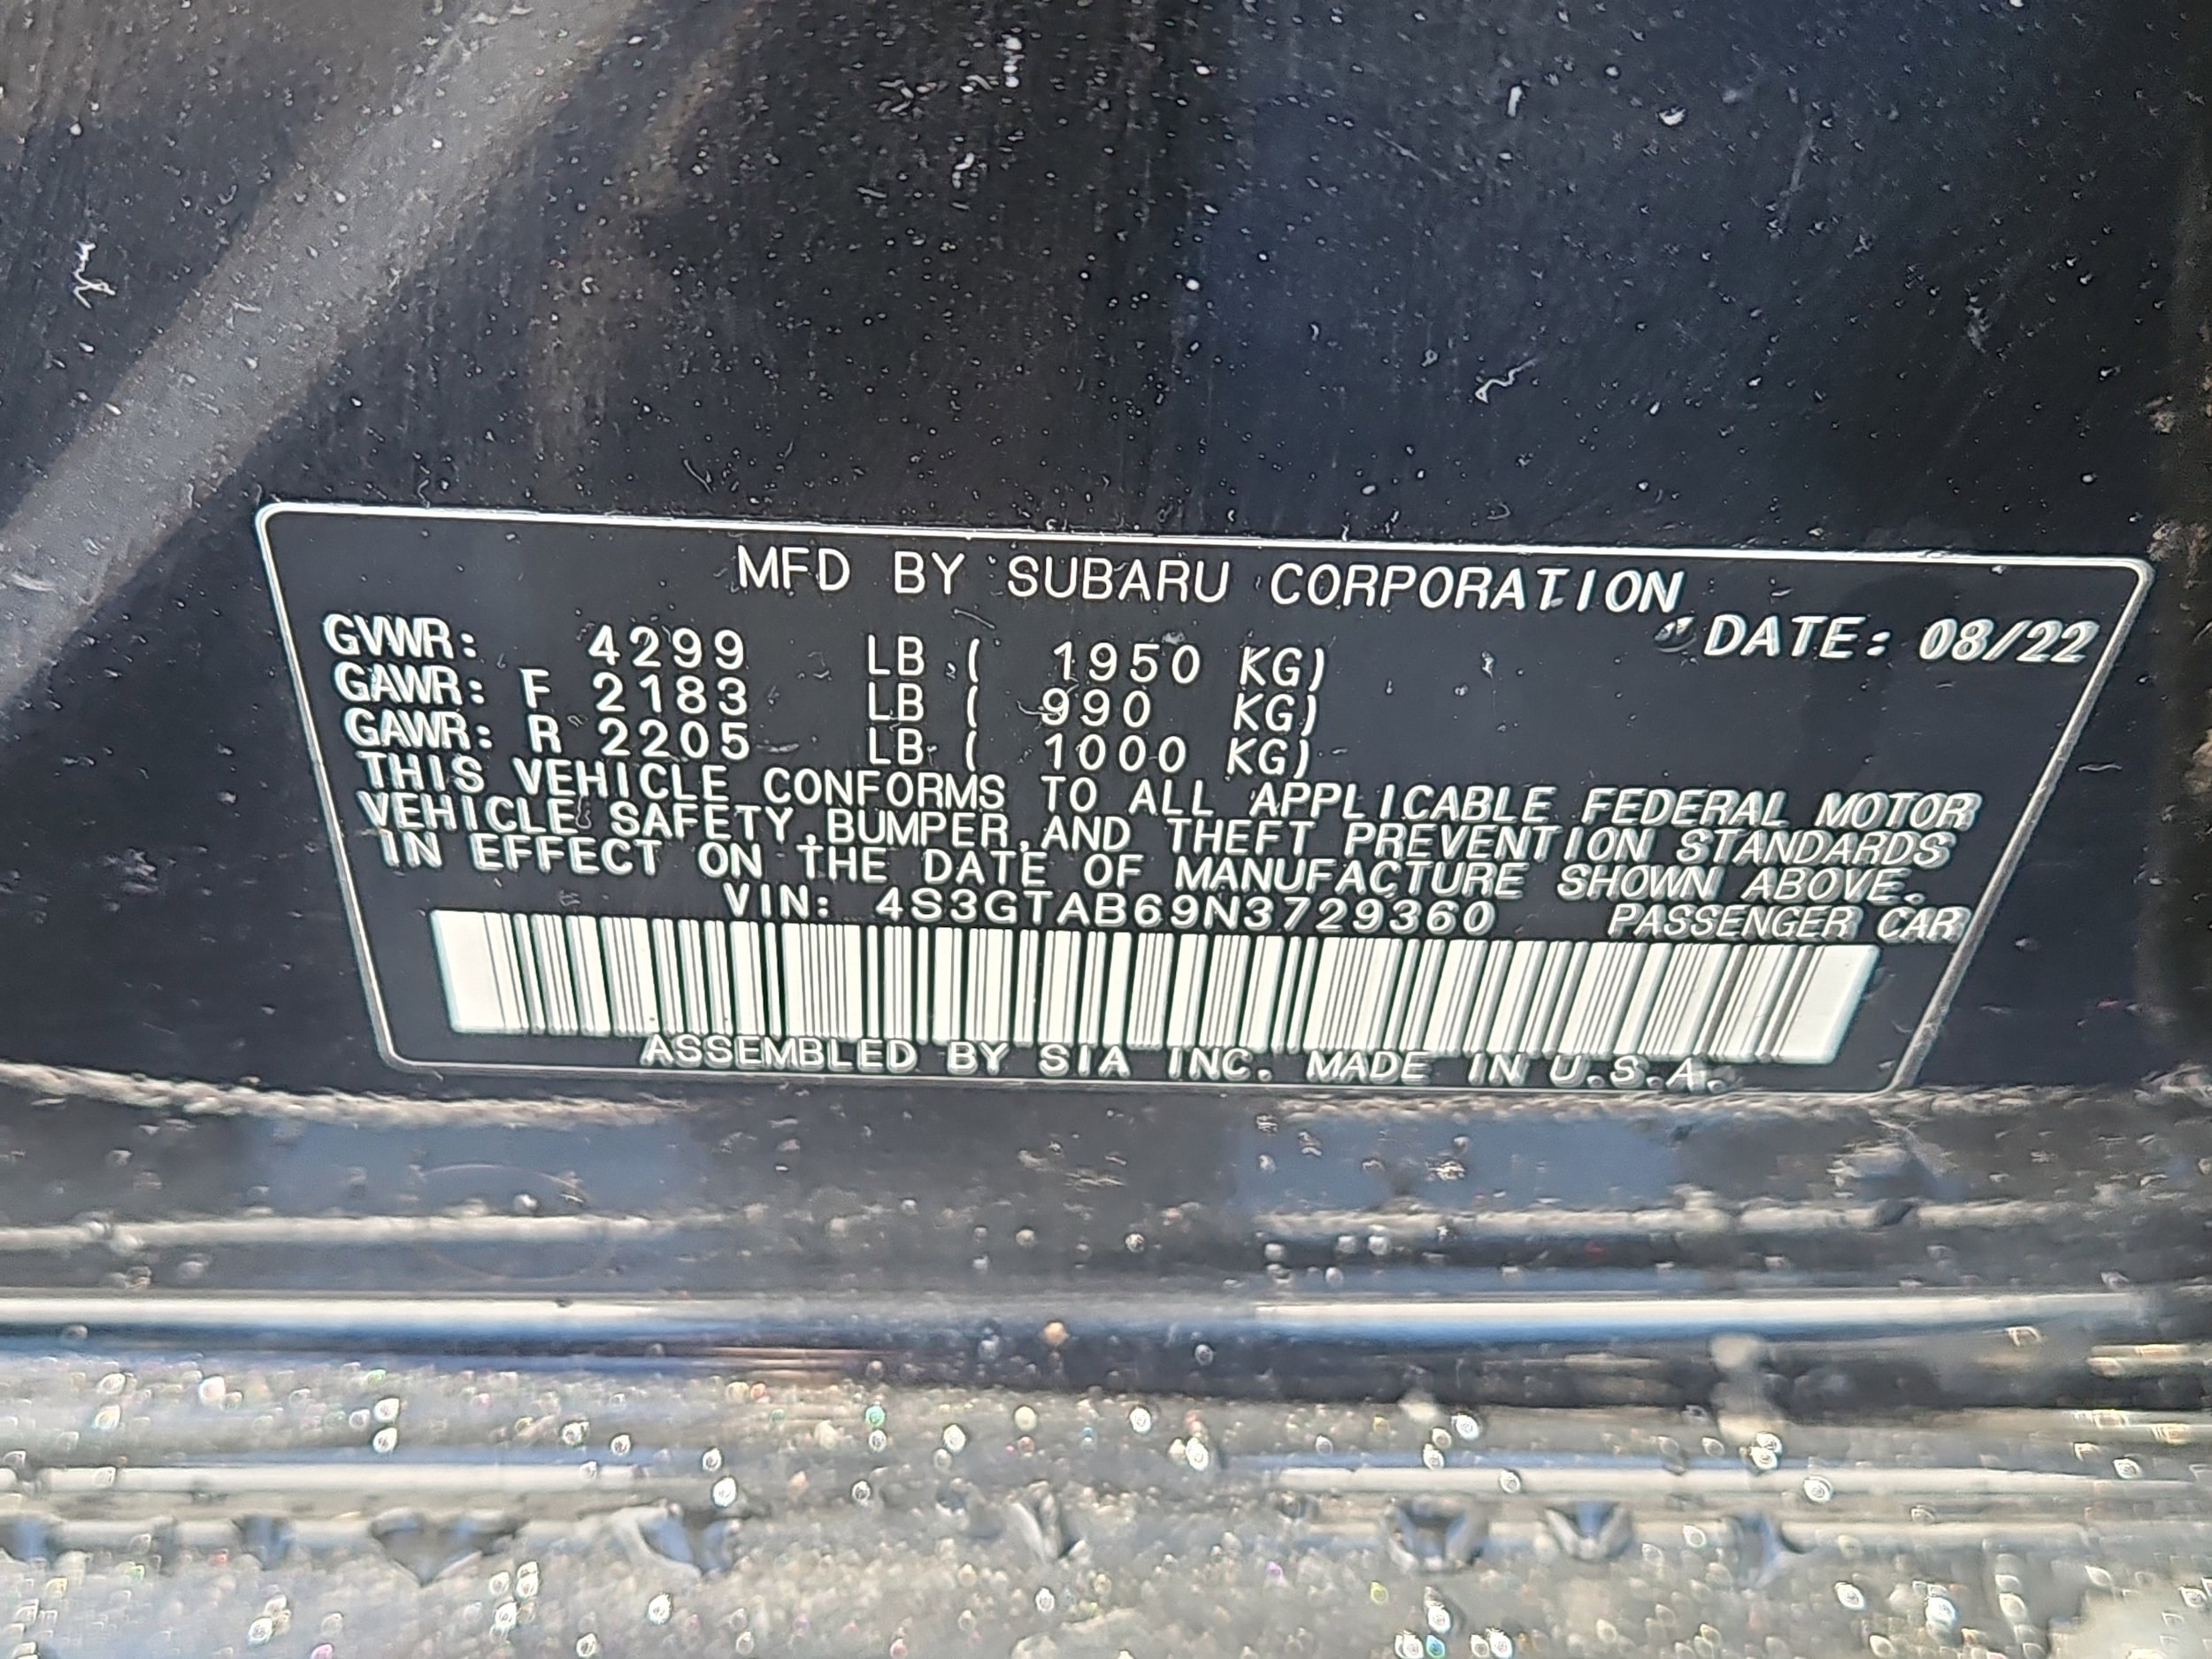 MFD BY SUBARU CORPORATION
DATE: 08/22
GVWR: 4299 LB ( 1950 KG)
GAWR: F 2183 LB ( 990 KG)
GAWR: R 2205 LB ( 1000 KG)
THIS VEHICLE CONFORMS TO ALL APPLICABLE FEDERAL MOTOR
VEHICLE SAFETY,BUMPER,AND THEFT PREVENTION STANDARDS
IN EFFECT ON THE DATE OF MANUFACTURE SHOWN ABOVE.
VIN: 4S3GTAB69N3729360 PASSENGER CAR
ASSEMBLED BY SIA INC. MADE IN U.S.A.